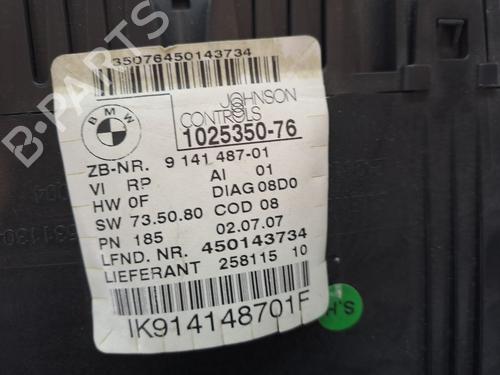 35076450143734
BMW
JOHNSON
CONTROLS
1025350-76
ZB-NR. 9 141 487-01
VI RP AI 01
HW 0F DIAG 08D0
SW 73.50.80 COD 08
PN 185 02.07.07
LFND. NR. 450143734
LIEFERANT 258115 10
IK914148701F
S.H
B-PARTS